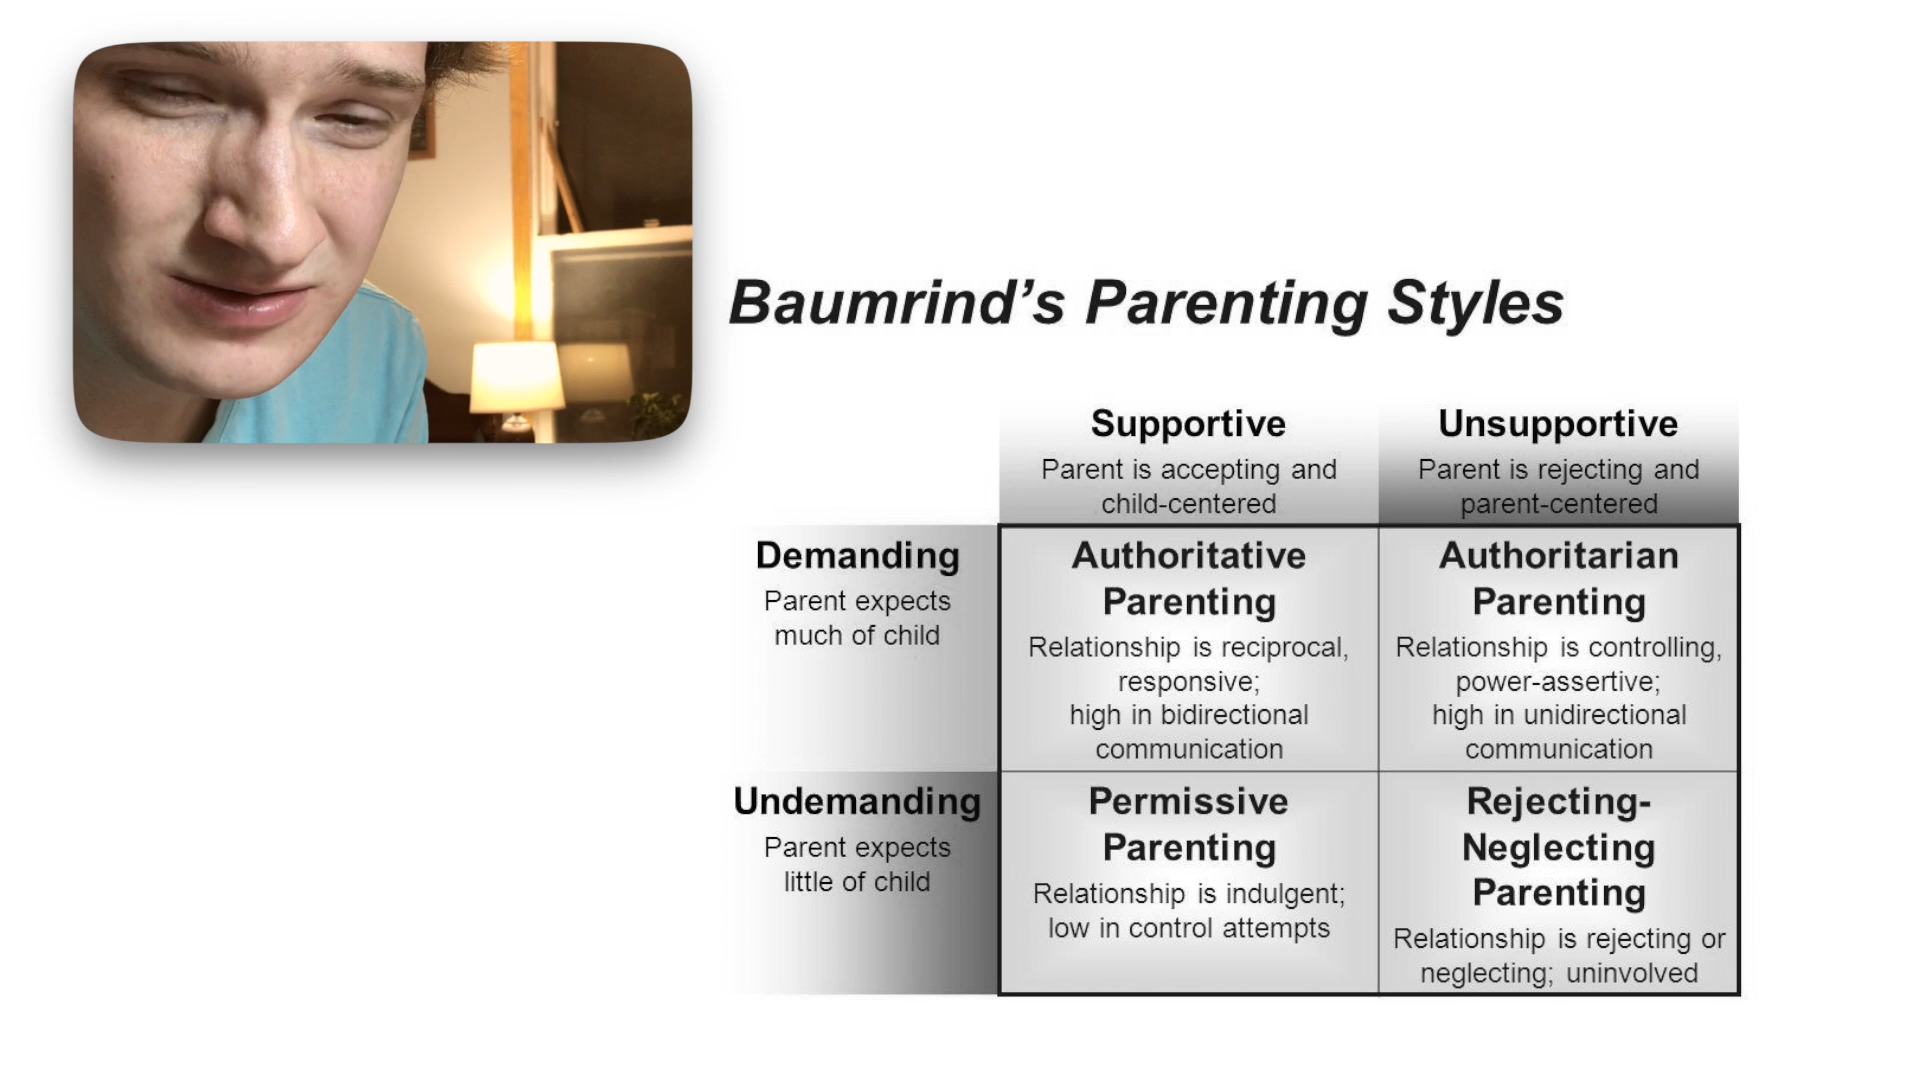 Baumrind’s Parenting Styles
Supportive
Parent is accepting and
child-centered
Unsupportive
Parent is rejecting and
parent-centered
Demanding
Parent expects
much of child
Authoritative
Parenting
Relationship is reciprocal,
responsive;
high in bidirectional
communication
Authoritarian
Parenting
Relationship is controlling,
power-assertive;
high in unidirectional
communication
Undemanding
Parent expects
little of child
Permissive
Parenting
Relationship is indulgent;
low in control attempts
Rejecting-
Neglecting
Parenting
Relationship is rejecting or
neglecting; uninvolved